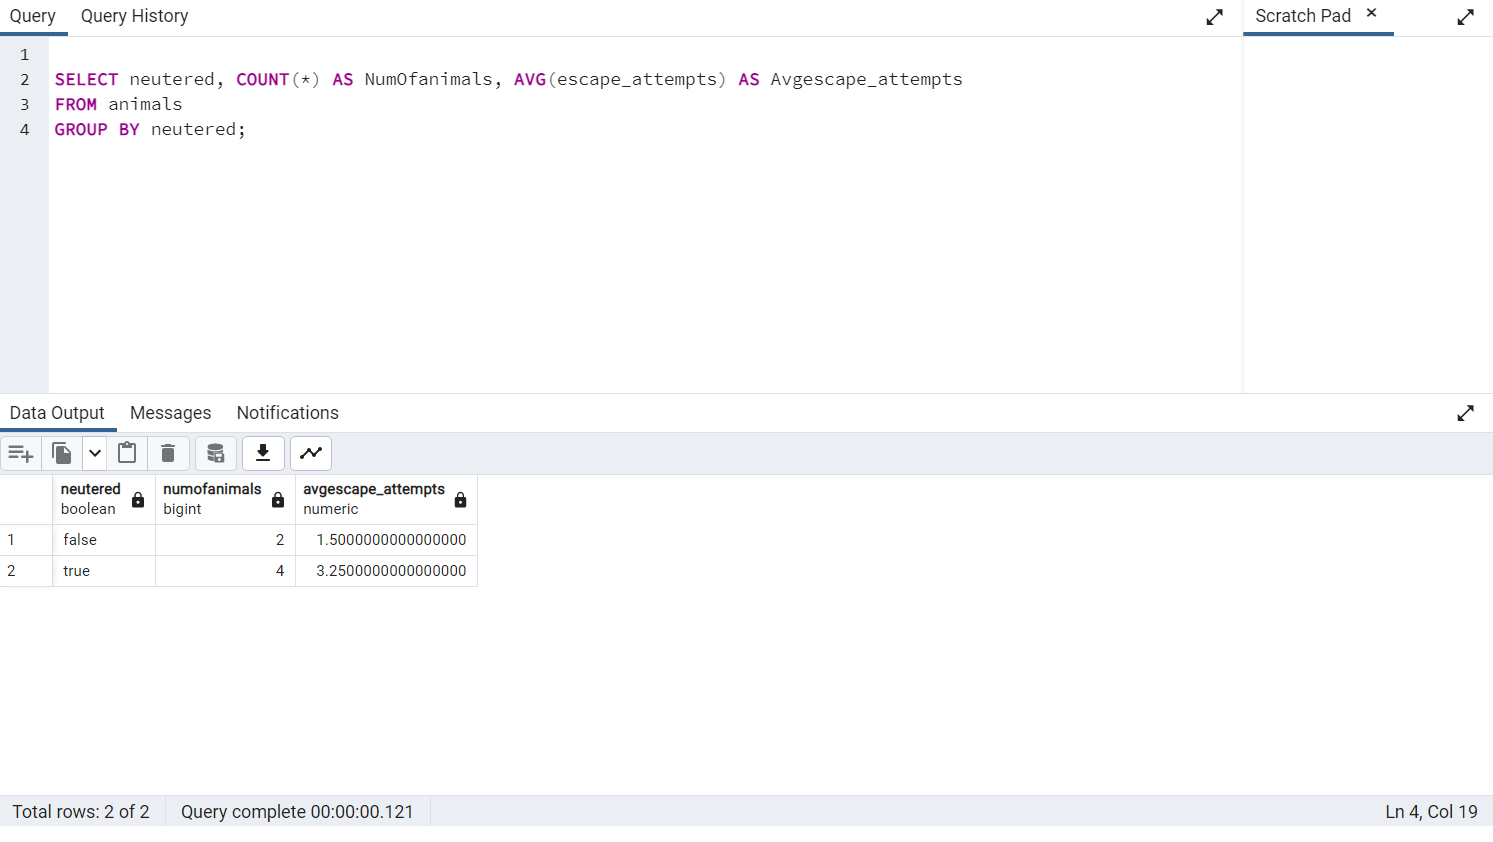 Query Query History Scratch Pad ×
1
2 SELECT neutered, COUNT(*) AS NumOfanimals, AVG(escape_attempts) AS Avgescape_attempts
3 FROM animals
4 GROUP BY neutered;
Data Output Messages Notifications
neutered numofanimals avgescape_attempts
boolean bigint numeric
1 false 2 1.5000000000000000
2 true 4 3.2500000000000000
Total rows: 2 of 2 Query complete 00:00:00.121 Ln 4, Col 19